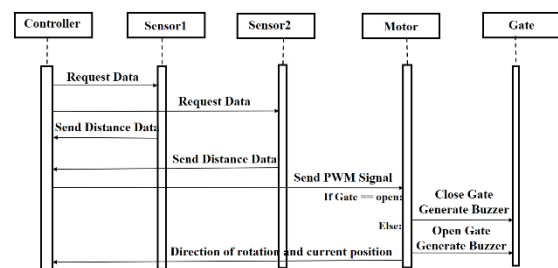 Controller Sensor1 Sensor2 Motor Gate
Request Data
Request Data
Send Distance Data
Send Distance Data
Send PWM Signal
If Gate == open:
Close Gate
Generate Buzzer
Else:
Open Gate
Generate Buzzer
Direction of rotation and current position